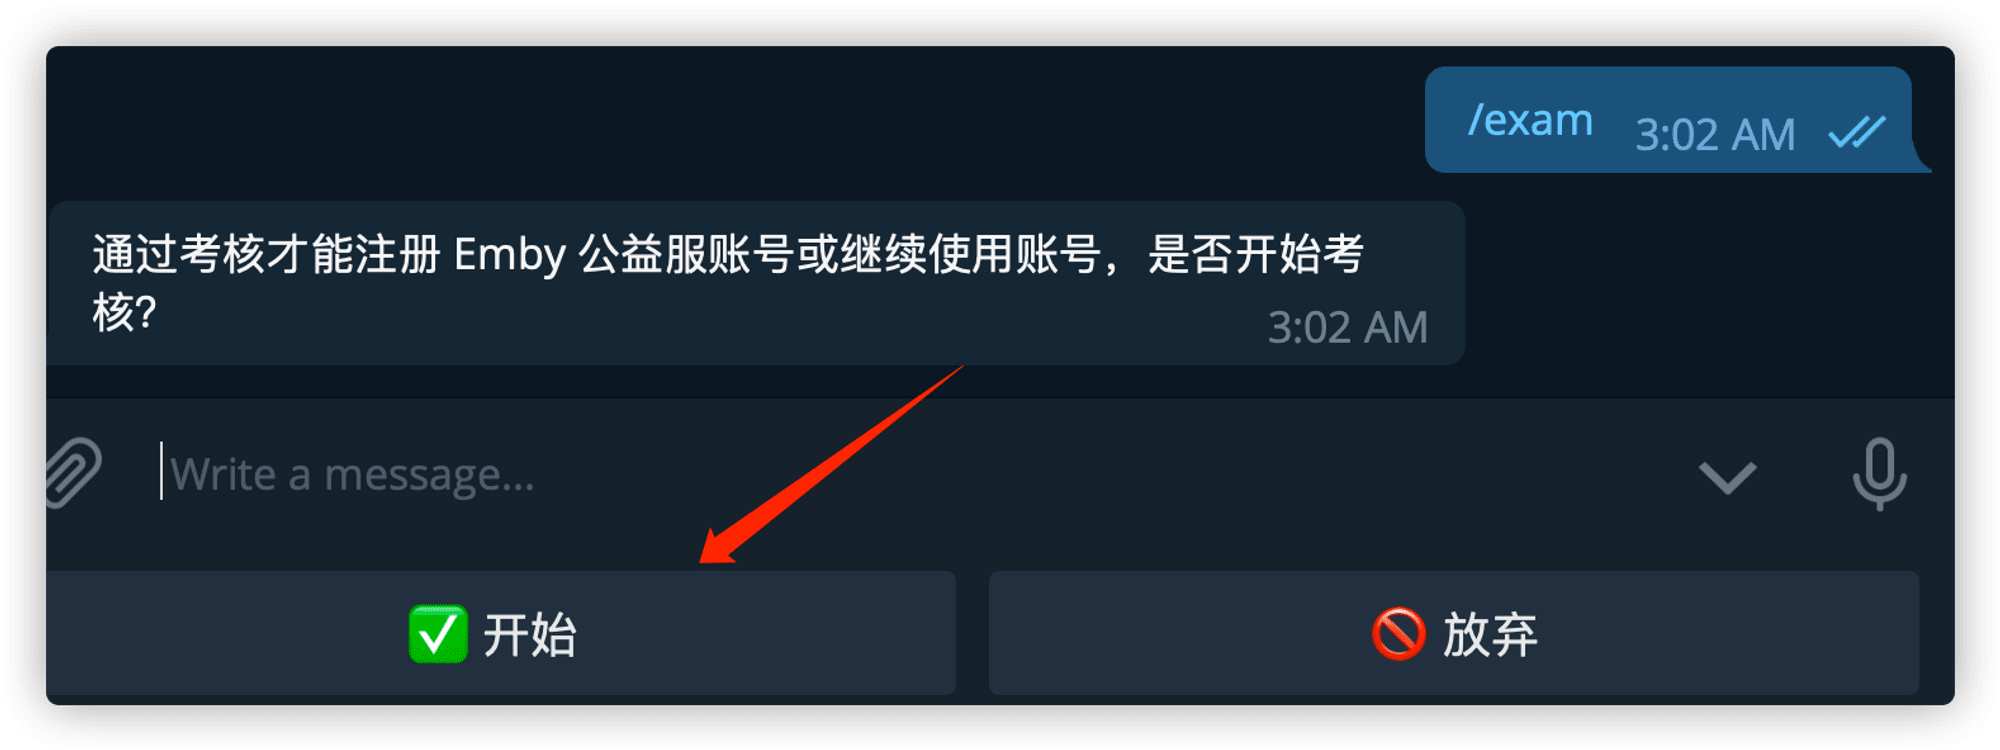 /exam 3:02 AM
通过考核才能注册 Emby 公益服账号或继续使用账号，是否开始考
核?
3:02 AM
Write a message...
✅ 开始
🚫 放弃